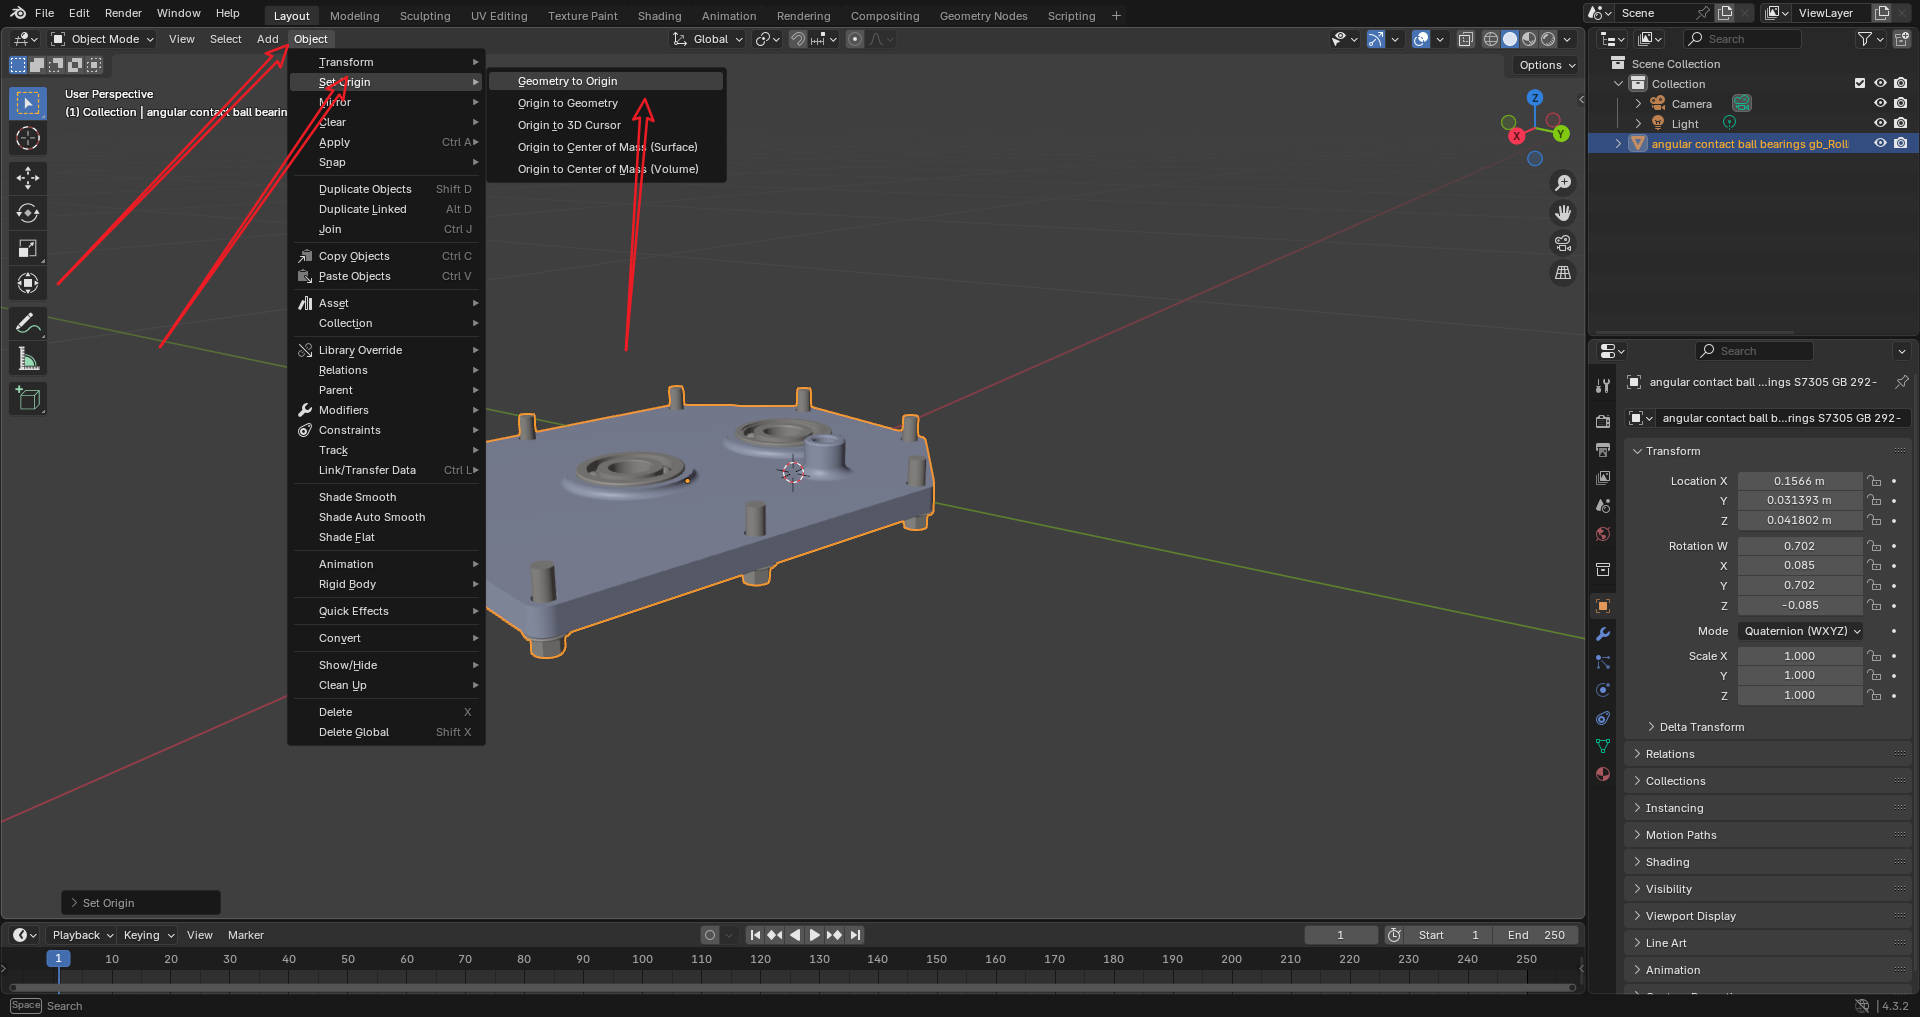 File Edit Render Window Help Layout Modeling Sculpting UV Editing Texture Paint Shading Animation Rendering Compositing Geometry Nodes Scripting + Scene ViewLayer
Object Mode View Select Add Object Global Search
Options
User Perspective
(1) Collection | angular contact ball bearin
Transform
Set Origin
Mirror
Clear
Apply Ctrl A
Snap
Duplicate Objects Shift D
Duplicate Linked Alt D
Join Ctrl J
Copy Objects Ctrl C
Paste Objects Ctrl V
Asset
Collection
Library Override
Relations
Parent
Modifiers
Constraints
Track
Link/Transfer Data Ctrl L
Shade Smooth
Shade Auto Smooth
Shade Flat
Animation
Rigid Body
Quick Effects
Convert
Show/Hide
Clean Up
Delete X
Delete Global Shift X
Geometry to Origin
Origin to Geometry
Origin to 3D Cursor
Origin to Center of Mass (Surface)
Origin to Center of Mass (Volume)
Z
X Y
Scene Collection
Collection
Camera
Light
angular contact ball bearings gb_Roll
Search
angular contact ball ...ings S7305 GB 292-
angular contact ball b...rings S7305 GB 292-
Transform
Location X 0.1566 m
Y 0.031393 m
Z 0.041802 m
Rotation W 0.702
X 0.085
Y 0.702
Z -0.085
Mode Quaternion (WXYZ)
Scale X 1.000
Y 1.000
Z 1.000
Delta Transform
Relations
Collections
Instancing
Motion Paths
Shading
Visibility
Viewport Display
Line Art
Animation
Set Origin
Playback Keying View Marker 1 Start 1 End 250
1 10 20 30 40 50 60 70 80 90 100 110 120 130 140 150 160 170 180 190 200 210 220 230 240 250
Space Search 4.3.2